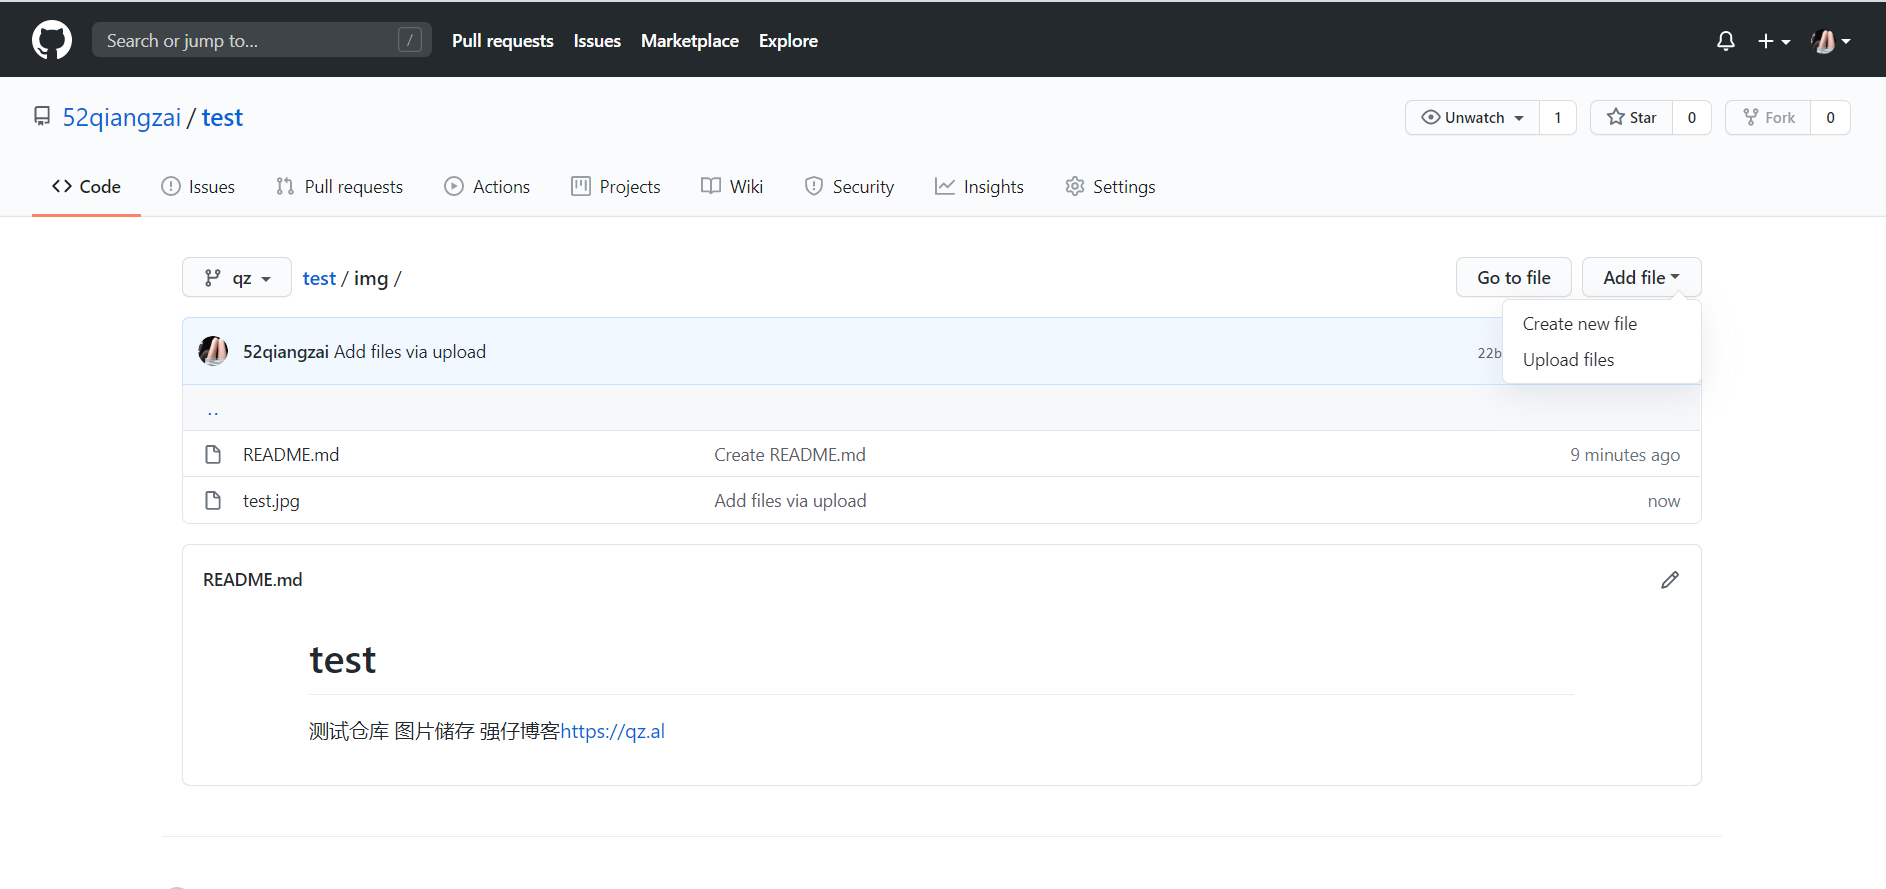 Search or jump to... /
Pull requests Issues Marketplace Explore
52qiangzai / test
Unwatch 1 Star 0 Fork 0
Code Issues Pull requests Actions Projects Wiki Security Insights Settings
qz test / img / Go to file Add file
Create new file
Upload files
52qiangzai Add files via upload 22b
..
README.md Create README.md 9 minutes ago
test.jpg Add files via upload now
README.md
test
测试仓库 图片储存 强仔博客https://qz.al